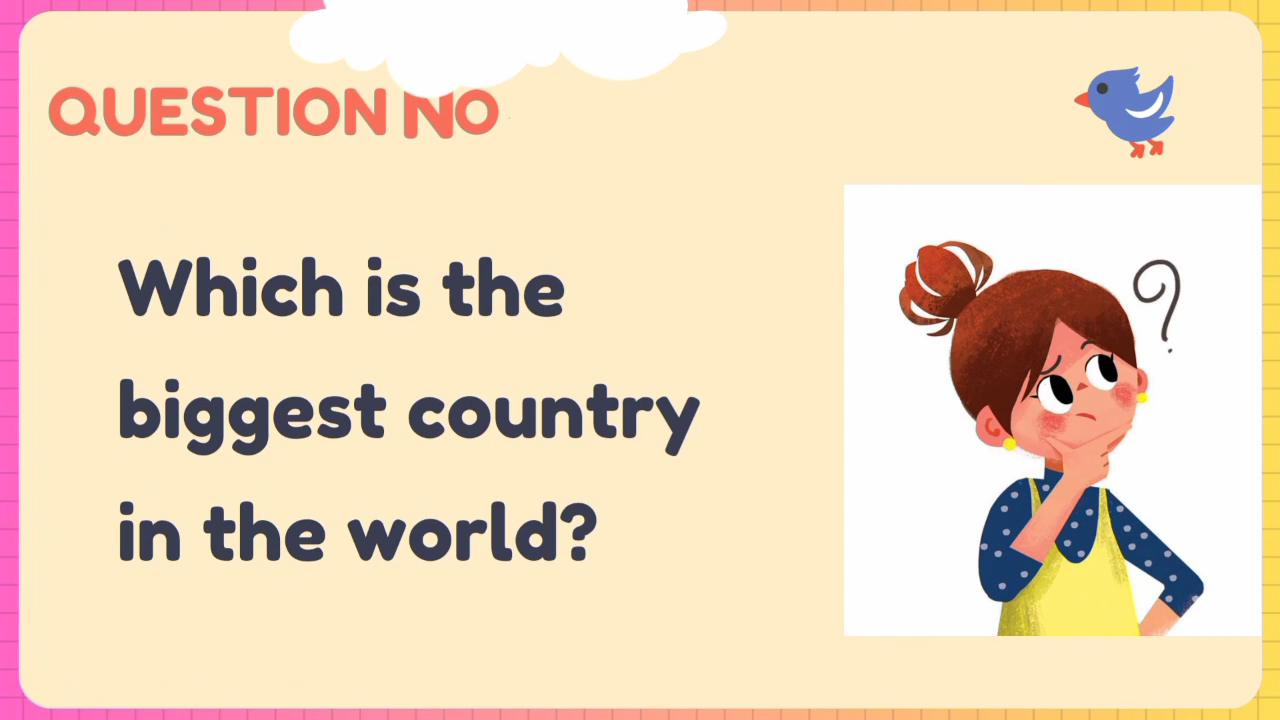 QUESTION NO
Which is the
biggest country
in the world?